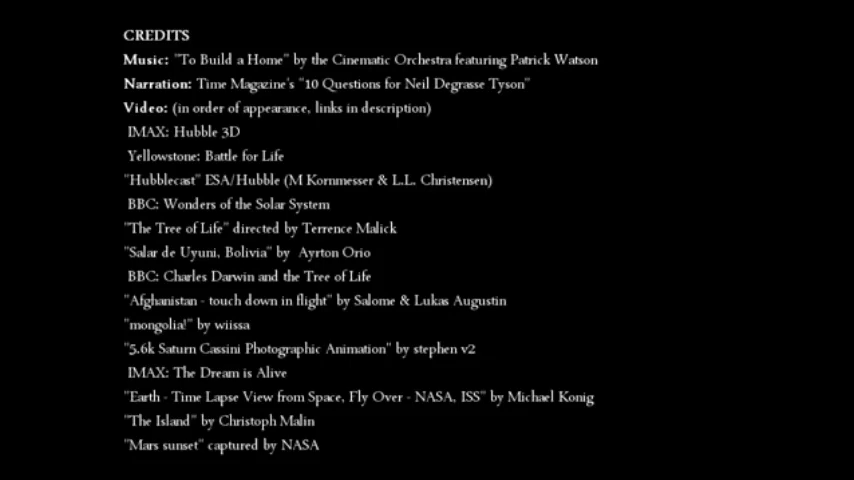 CREDITS
Music: "To Build a Home" by the Cinematic Orchestra featuring Patrick Watson
Narration: Time Magazine's "10 Questions for Neil Degrasse Tyson"
Video: (in order of appearance, links in description)
IMAX: Hubble 3D
Yellowstone: Battle for Life
"Hubblecast" ESA/Hubble (M Kornmesser & L.L. Christensen)
BBC: Wonders of the Solar System
"The Tree of Life" directed by Terrence Malick
"Salar de Uyuni, Bolivia" by Ayrton Orio
BBC: Charles Darwin and the Tree of Life
"Afghanistan - touch down in flight" by Salome & Lukas Augustin
"mongolia!" by wiissa
"5.6k Saturn Cassini Photographic Animation" by stephen v2
IMAX: The Dream is Alive
"Earth - Time Lapse View from Space, Fly Over - NASA, ISS" by Michael Konig
"The Island" by Christoph Malin
"Mars sunset" captured by NASA